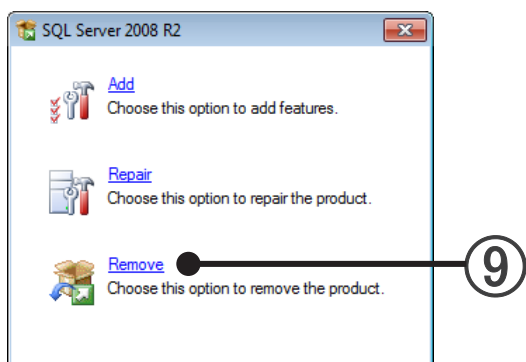 SQL Server 2008 R2
Add
Choose this option to add features.
Repair
Choose this option to repair the product.
Remove
Choose this option to remove the product.
9